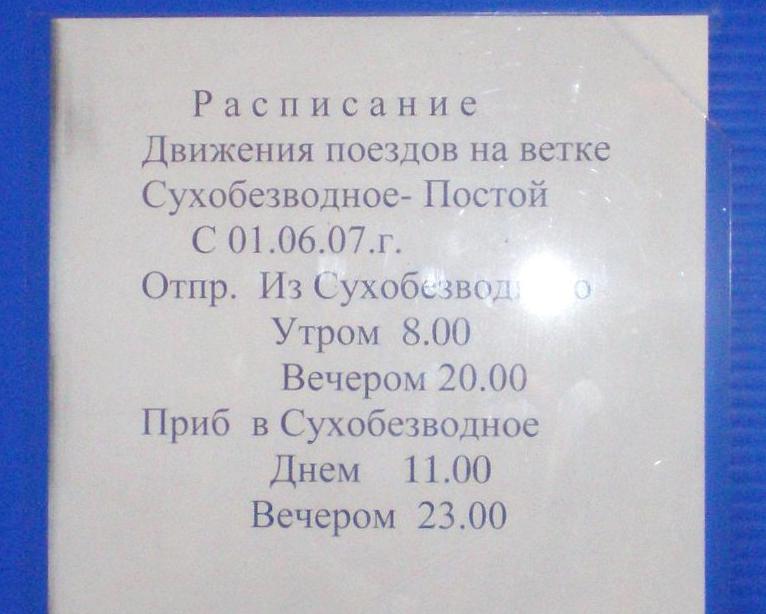 Расписание
Движения поездов на ветке
Сухобезводное- Постой
С 01.06.07.г.
Отпр. Из
Утром 8.00
Вечером 20.00
Приб в Сухобезводное
Днем 11.00
Вечером 23.00